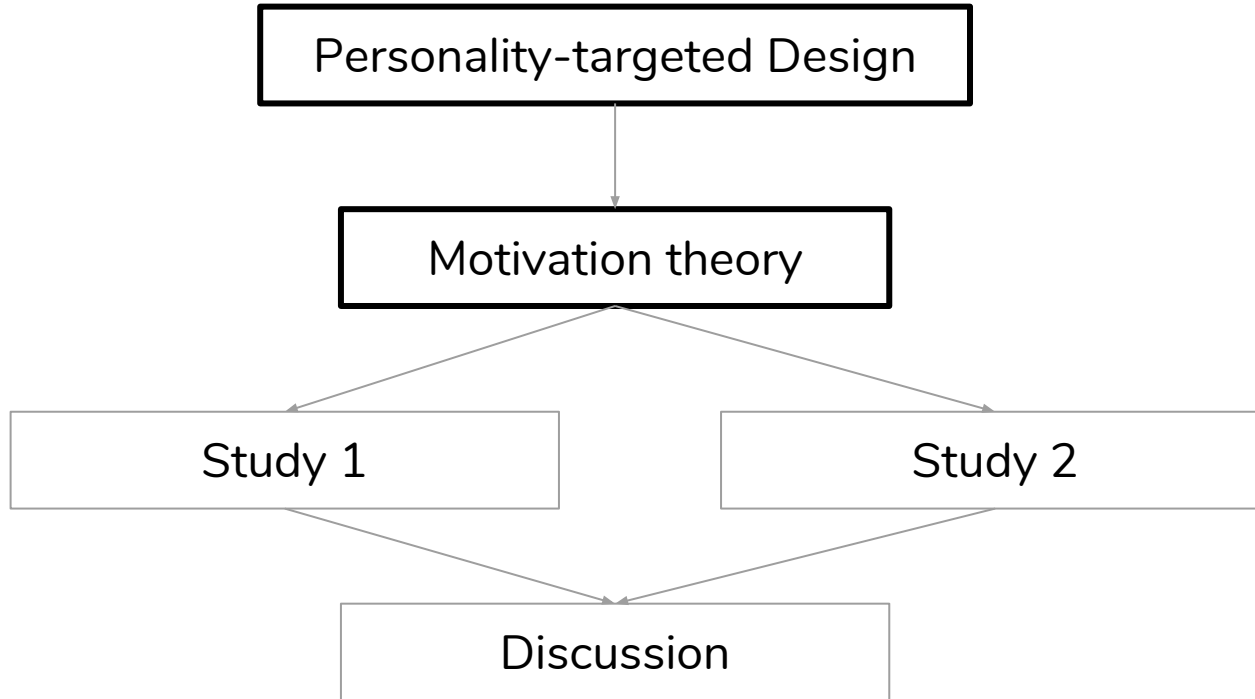 Personality-targeted Design
Motivation theory
Study 1
Study 2
Discussion